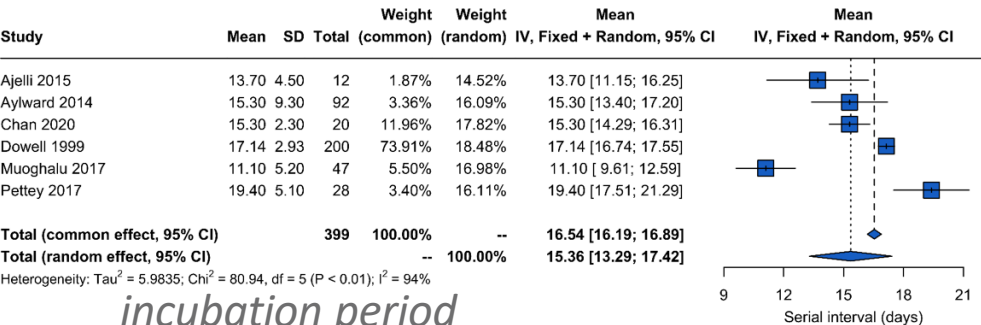 Weight Weight Mean Mean
Study Mean SD Total (common) (random) IV, Fixed + Random, 95% CI IV, Fixed + Random, 95% CI
Ajelli 2015 13.70 4.50 12 1.87% 14.52% 13.70 [11.15; 16.25]
Aylward 2014 15.30 9.30 92 3.36% 16.09% 15.30 [13.40; 17.20]
Chan 2020 15.30 2.30 20 11.96% 17.82% 15.30 [14.29; 16.31]
Dowell 1999 17.14 2.93 200 73.91% 18.48% 17.14 [16.74; 17.55]
Muoghalu 2017 11.10 5.20 47 5.50% 16.98% 11.10 [ 9.61; 12.59]
Pettey 2017 19.40 5.10 28 3.40% 16.11% 19.40 [17.51; 21.29]
Total (common effect, 95% CI) 399 100.00% -- 16.54 [16.19; 16.89]
Total (random effect, 95% CI) -- 100.00% 15.36 [13.29; 17.42]
Heterogeneity: Tau² = 5.9835; Chi² = 80.94, df = 5 (P < 0.01); I² = 94%
9 12 15 18 21
Serial interval (days)
incubation period